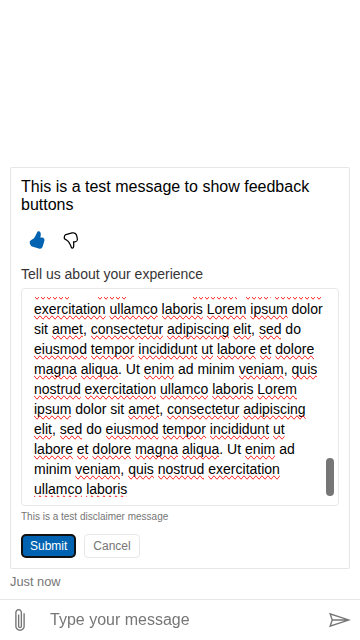 This is a test message to show feedback
buttons
Tell us about your experience
exercitation ullamco laboris Lorem ipsum dolor
sit amet, consectetur adipiscing elit, sed do
eiusmod tempor incididunt ut labore et dolore
magna aliqua. Ut enim ad minim veniam, quis
nostrud exercitation ullamco laboris Lorem
ipsum dolor sit amet, consectetur adipiscing
elit, sed do eiusmod tempor incididunt ut
labore et dolore magna aliqua. Ut enim ad
minim veniam, quis nostrud exercitation
ullamco laboris
This is a test disclaimer message
Submit Cancel
Just now
Type your message